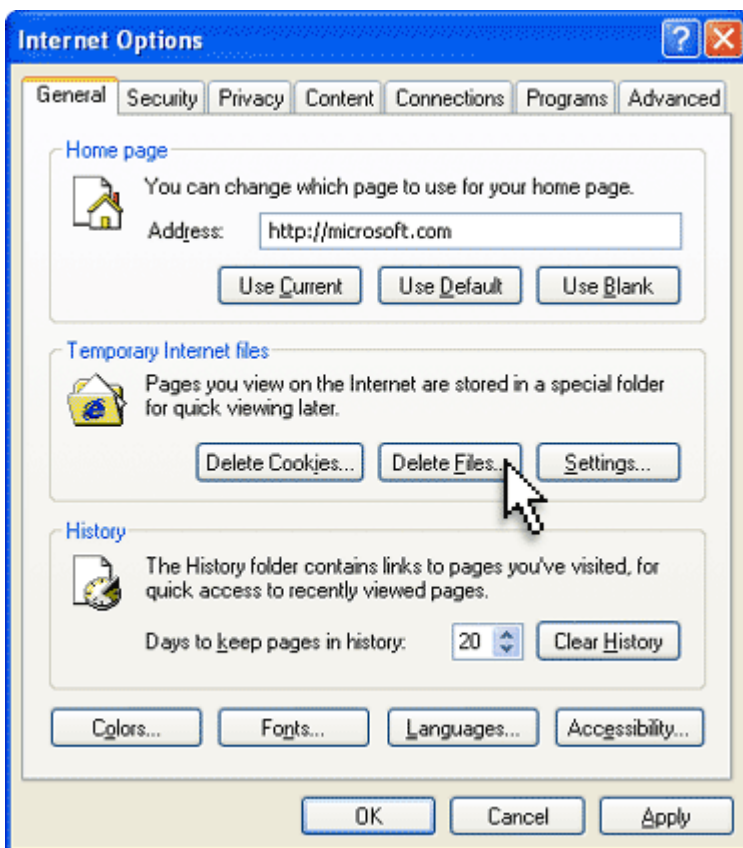 Internet Options
General Security Privacy Content Connections Programs Advanced
Home page
You can change which page to use for your home page.
Address: http://microsoft.com
Use Current Use Default Use Blank
Temporary Internet files
Pages you view on the Internet are stored in a special folder
for quick viewing later.
Delete Cookies... Delete Files... Settings...
History
The History folder contains links to pages you've visited, for
quick access to recently viewed pages.
Days to keep pages in history: 20 Clear History
Colors... Fonts... Languages... Accessibility...
OK Cancel Apply